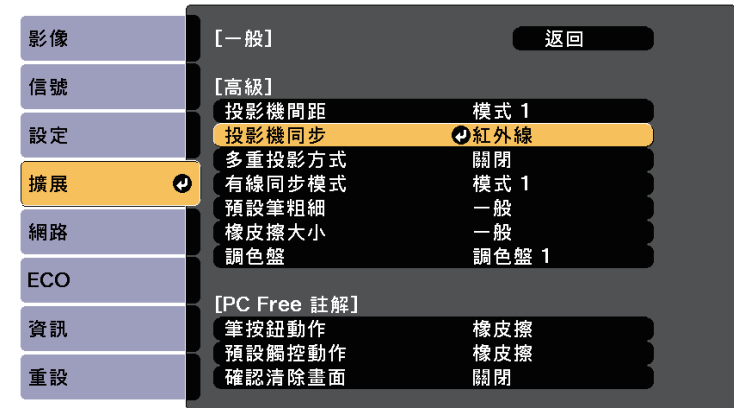 影像
信號
設定
擴展
網路
ECO
資訊
重設
[一般]
返回
[高級]
投影機間距 模式 1
投影機同步 紅外線
多重投影方式 關閉
有線同步模式 模式 1
預設筆粗細 一般
橡皮擦大小 一般
調色盤 調色盤 1
[PC Free 註解]
筆按鈕動作 橡皮擦
預設觸控動作 橡皮擦
確認清除畫面 關閉